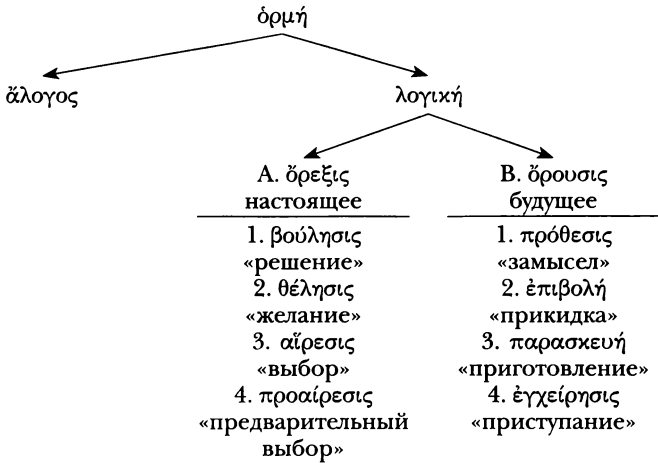 ὁρμή
ἄλογος
λογική
A. ὄρεξις
настоящее
1. βούλησις
«решение»
2. θέλησις
«желание»
3. αἵρεσις
«выбор»
4. προαίρεσις
«предварительный
выбор»
B. ὄρουσις
будущее
1. πρόθεσις
«замысел»
2. ἐπιβολή
«прикидка»
3. παρασκευή
«приготовление»
4. ἐγχείρησις
«приступание»